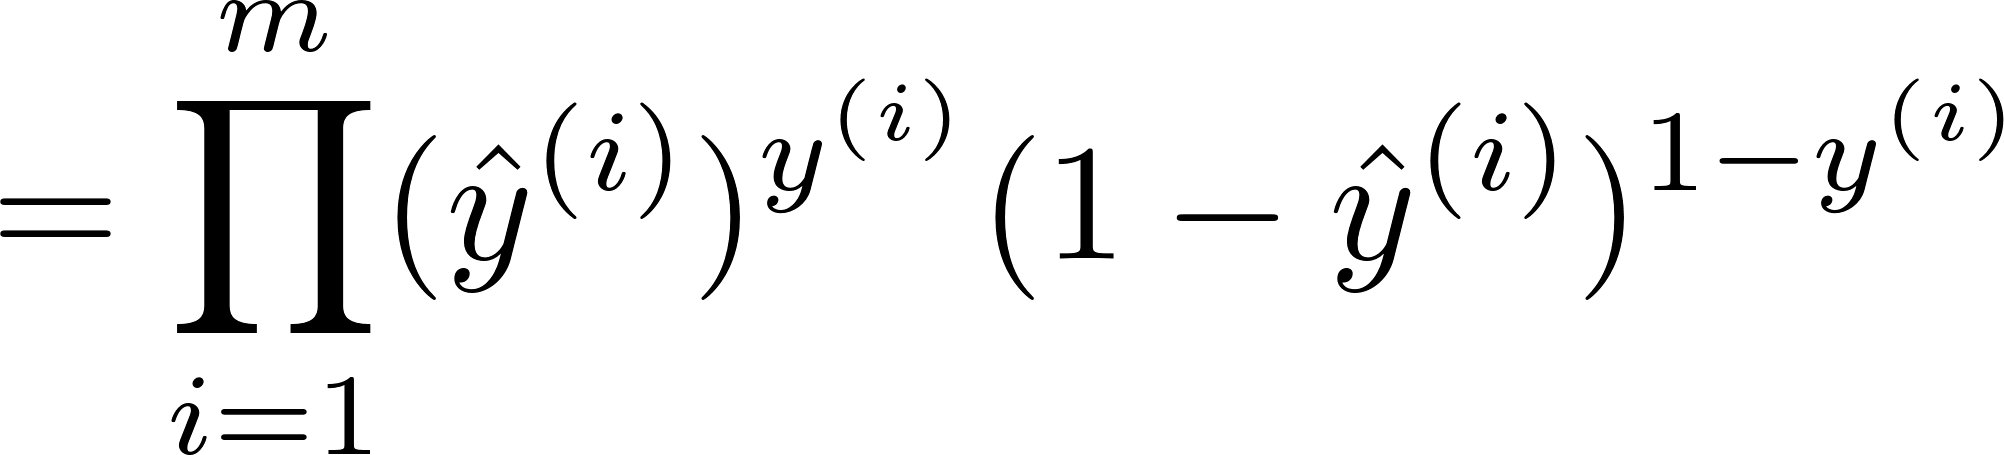 = \prod_{i=1}^{m} (\hat{y}^{(i)})^{y^{(i)}} (1 - \hat{y}^{(i)})^{1-y^{(i)}}